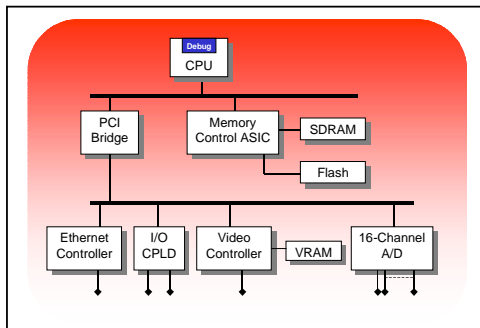 Debug
CPU
PCI
Bridge
Memory
Control ASIC
SDRAM
Flash
Ethernet
Controller
I/O
CPLD
Video
Controller
VRAM
16-Channel
A/D